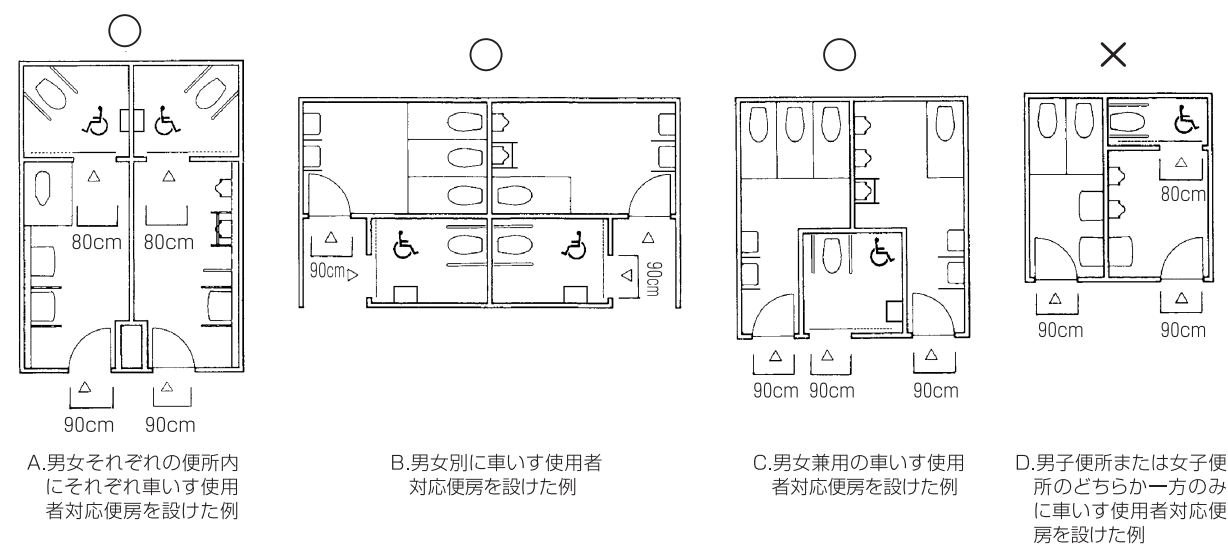 80cm
80cm
90cm
90cm
A.男女それぞれの便所内
にそれぞれ車いす使用
者対応便房を設けた例
90cm
90cm
B.男女別に車いす使用者
対応便房を設けた例
90cm
90cm
90cm
C.男女兼用の車いす使用
者対応便房を設けた例
80cm
90cm
90cm
D.男子便所または女子便
所のどちらか一方のみ
に車いす使用者対応便
房を設けた例